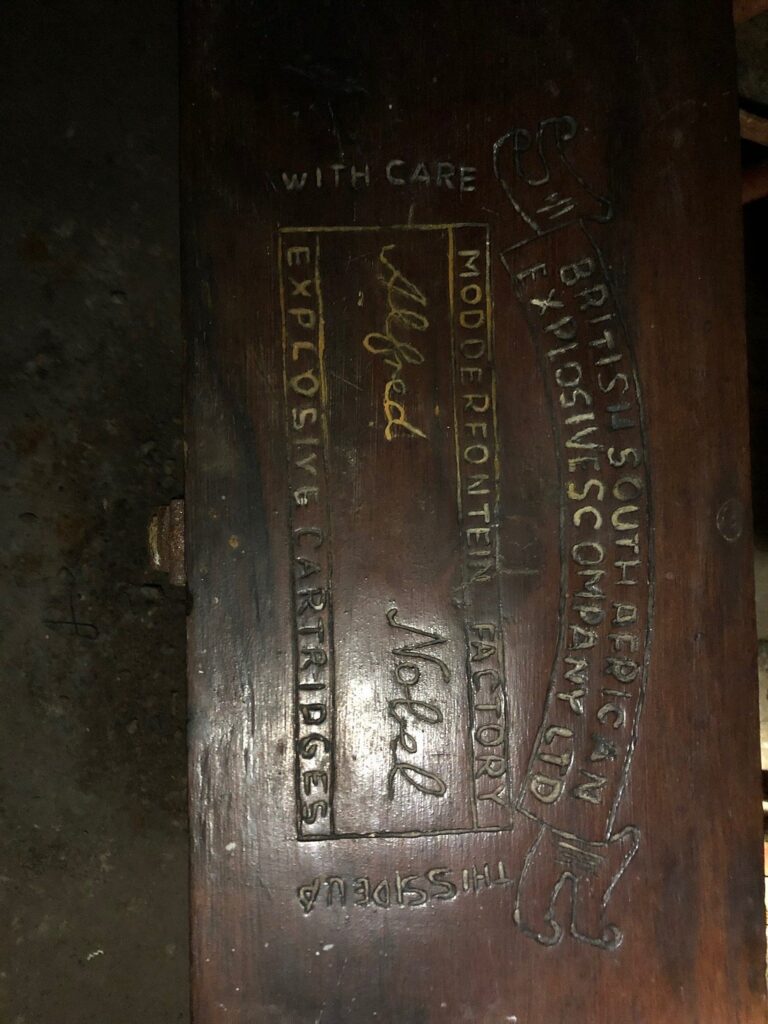 BRITISH SOUTH AFRICAN
EXPLOSIVES COMPANY LTD
WITH CARE
MODDERFONTEIN FACTORY
Alfred Nobel
EXPLOSIVE CARTRIDGES
THIS SIDE UP